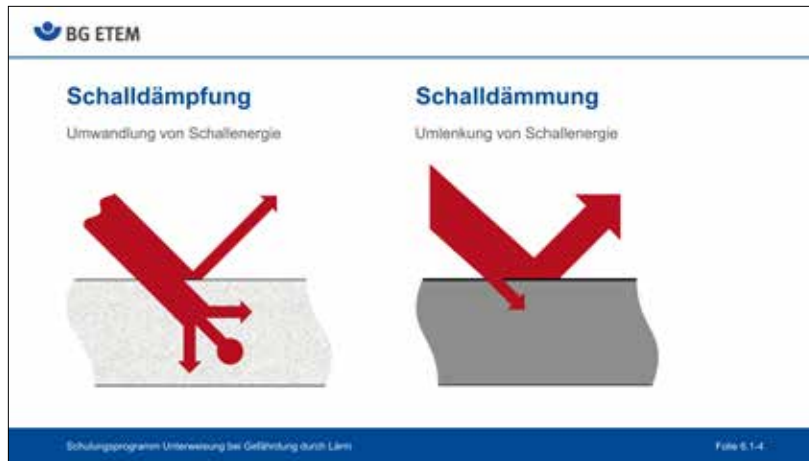 BG ETEM
Schalldämpfung
Umwandlung von Schallenergie
Schalldämmung
Umlenkung von Schallenergie
Schulungsprogramm Unterweisung bei Gefährdung durch Lärm
Folie 6.1-4